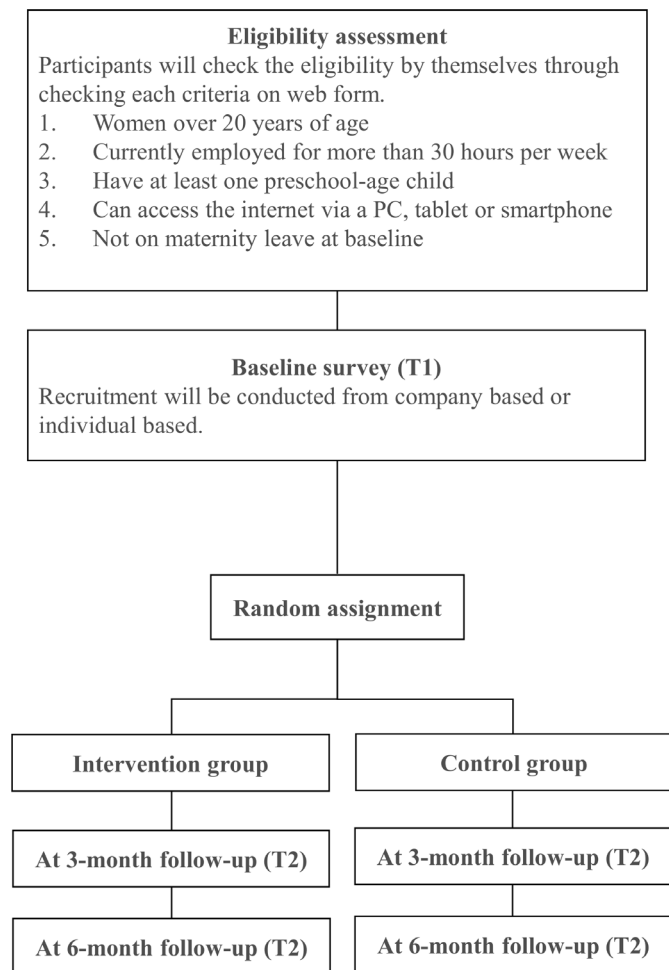 Eligibility assessment
Participants will check the eligibility by themselves through
checking each criteria on web form.
1. Women over 20 years of age
2. Currently employed for more than 30 hours per week
3. Have at least one preschool-age child
4. Can access the internet via a PC, tablet or smartphone
5. Not on maternity leave at baseline
Baseline survey (T1)
Recruitment will be conducted from company based or
individual based.
Random assignment
Intervention group
Control group
At 3-month follow-up (T2)
At 3-month follow-up (T2)
At 6-month follow-up (T2)
At 6-month follow-up (T2)